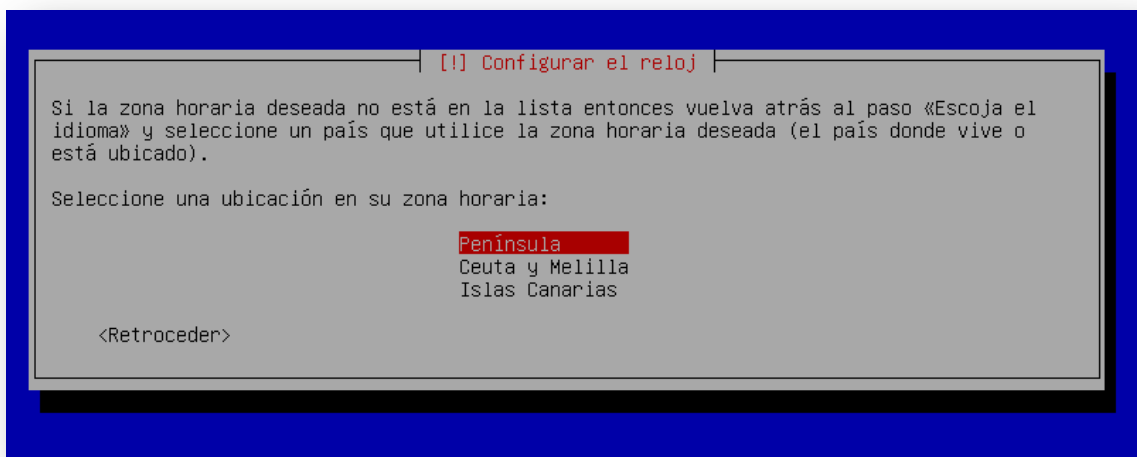 [!] Configurar el reloj
Si la zona horaria deseada no está en la lista entonces vuelva atrás al paso «Escoja el
idioma» y seleccione un país que utilice la zona horaria deseada (el país donde vive o
está ubicado).
Seleccione una ubicación en su zona horaria:
Península
Ceuta y Melilla
Islas Canarias
<Retroceder>